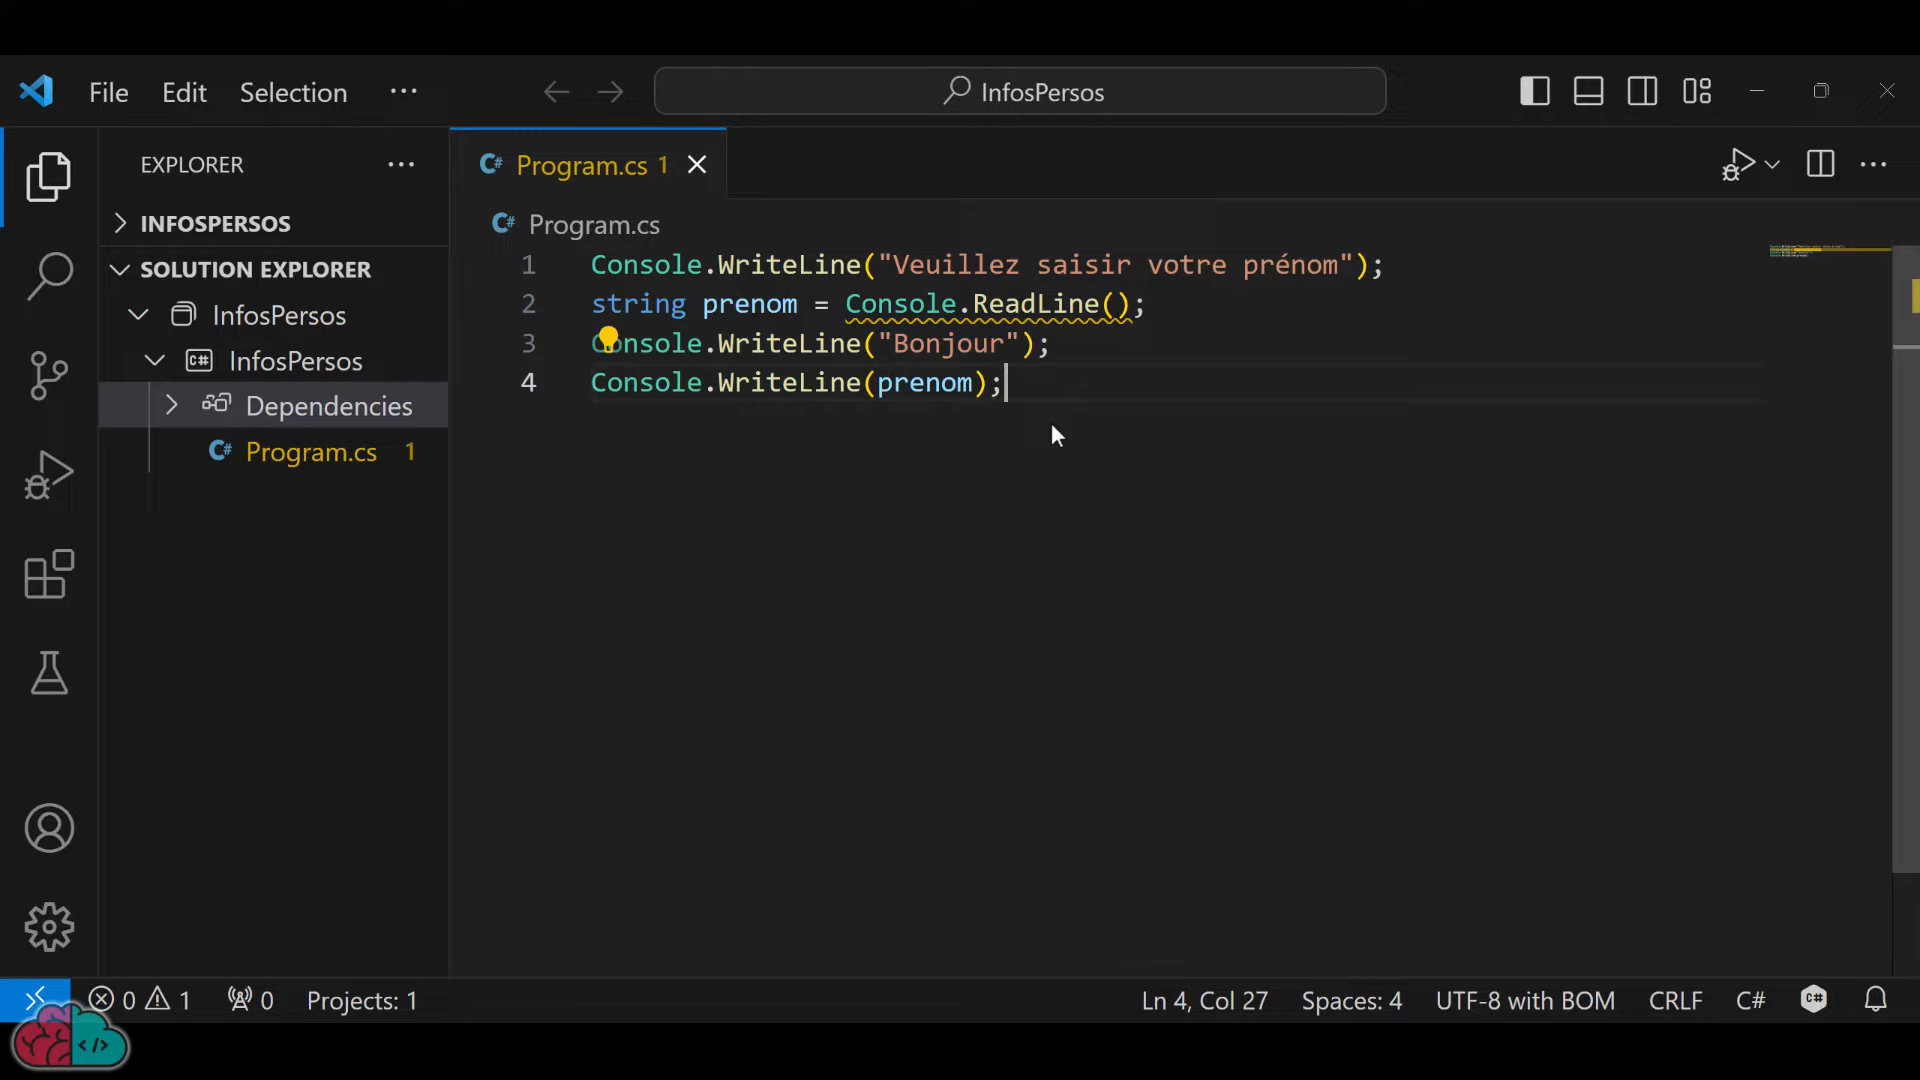 File Edit Selection ··· InfosPersos
EXPLORER ···
INFOSPERSOS
SOLUTION EXPLORER
InfosPersos
C# InfosPersos
Dependencies
C# Program.cs 1
C# Program.cs 1
C# Program.cs
1 Console.WriteLine("Veuillez saisir votre prénom");
2 string prenom = Console.ReadLine();
3 Console.WriteLine("Bonjour");
4 Console.WriteLine(prenom);
0 1 0 Projects: 1 Ln 4, Col 27 Spaces: 4 UTF-8 with BOM CRLF C# C#
</>